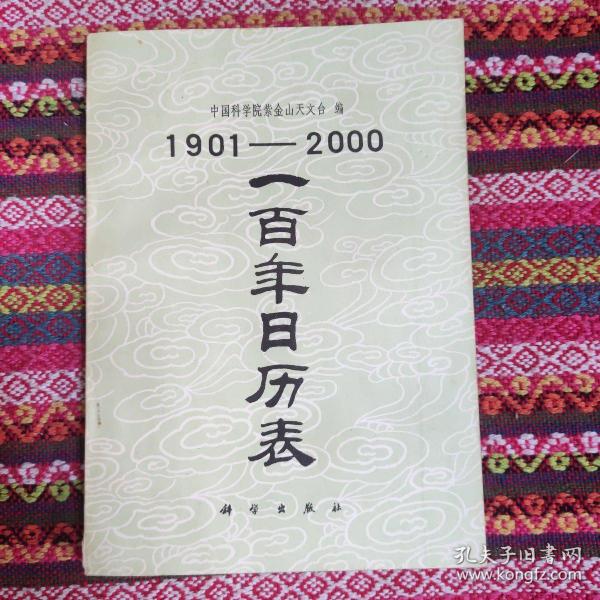 中国科学院紫金山天文台 编
1901—2000
一百年日历表
科学出版社
孔夫子旧书网
www.kongfz.com